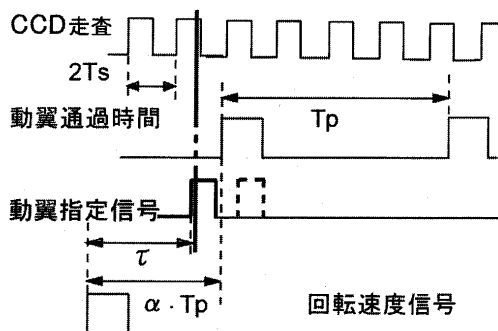 CCD走査
2Ts
動翼通過時間
Tp
動翼指定信号
τ
α・Tp
回転速度信号